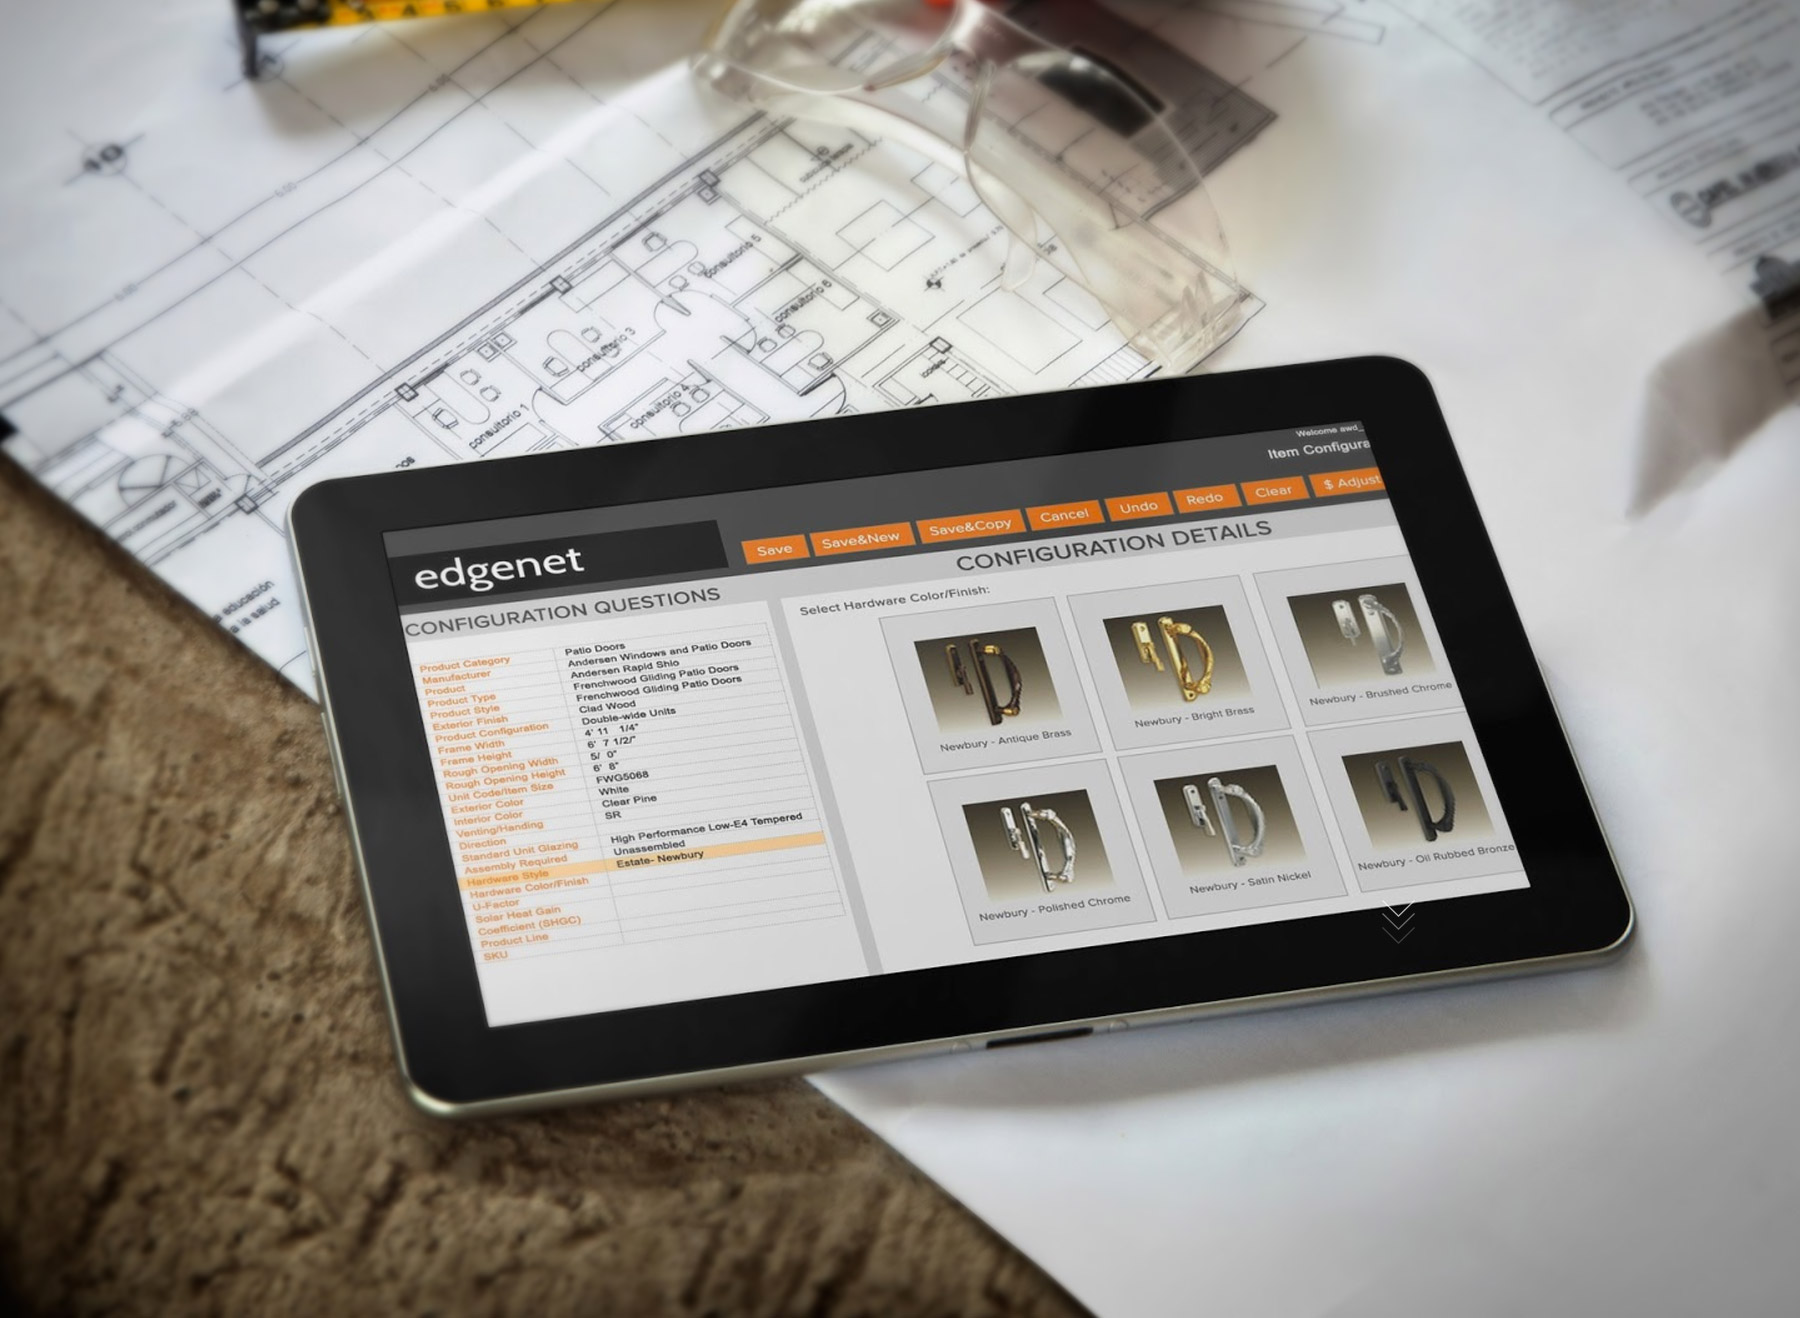 10
consultorio 5
consultorio 6
consultorio 3
consultorio 4
consultorio 1
educación
a la salud
Welcome awd_
Item Configura
Save
Save&New
Save&Copy
Cancel
Undo
Redo
Clear
$ Adjust
edgenet
CONFIGURATION QUESTIONS
CONFIGURATION DETAILS
Product Category Patio Doors
Manufacturer Andersen Windows and Patio Doors
Product Andersen Rapid Ship
Product Type Frenchwood Gliding Patio Doors
Product Style Frenchwood Gliding Patio Doors
Exterior Finish Clad Wood
Product Configuration Double-wide Units
Frame Width 4' 11 1/4"
Frame Height 6' 7 1/2/"
Rough Opening Width 5/ 0"
Rough Opening Height 6' 8"
Unit Code/Item Size FWG5068
Exterior Color White
Interior Color Clear Pine
Venting/Handing SR
Direction
Standard Unit Glazing High Performance Low-E4 Tempered
Assembly Required Unassembled
Hardware Style Estate- Newbury
Hardware Color/Finish
U-Factor
Solar Heat Gain
Coefficient (SHGC)
Product Line
SKU
Select Hardware Color/Finish:
Newbury - Antique Brass
Newbury - Bright Brass
Newbury - Brushed Chrome
Newbury - Polished Chrome
Newbury - Satin Nickel
Newbury - Oil Rubbed Bronze